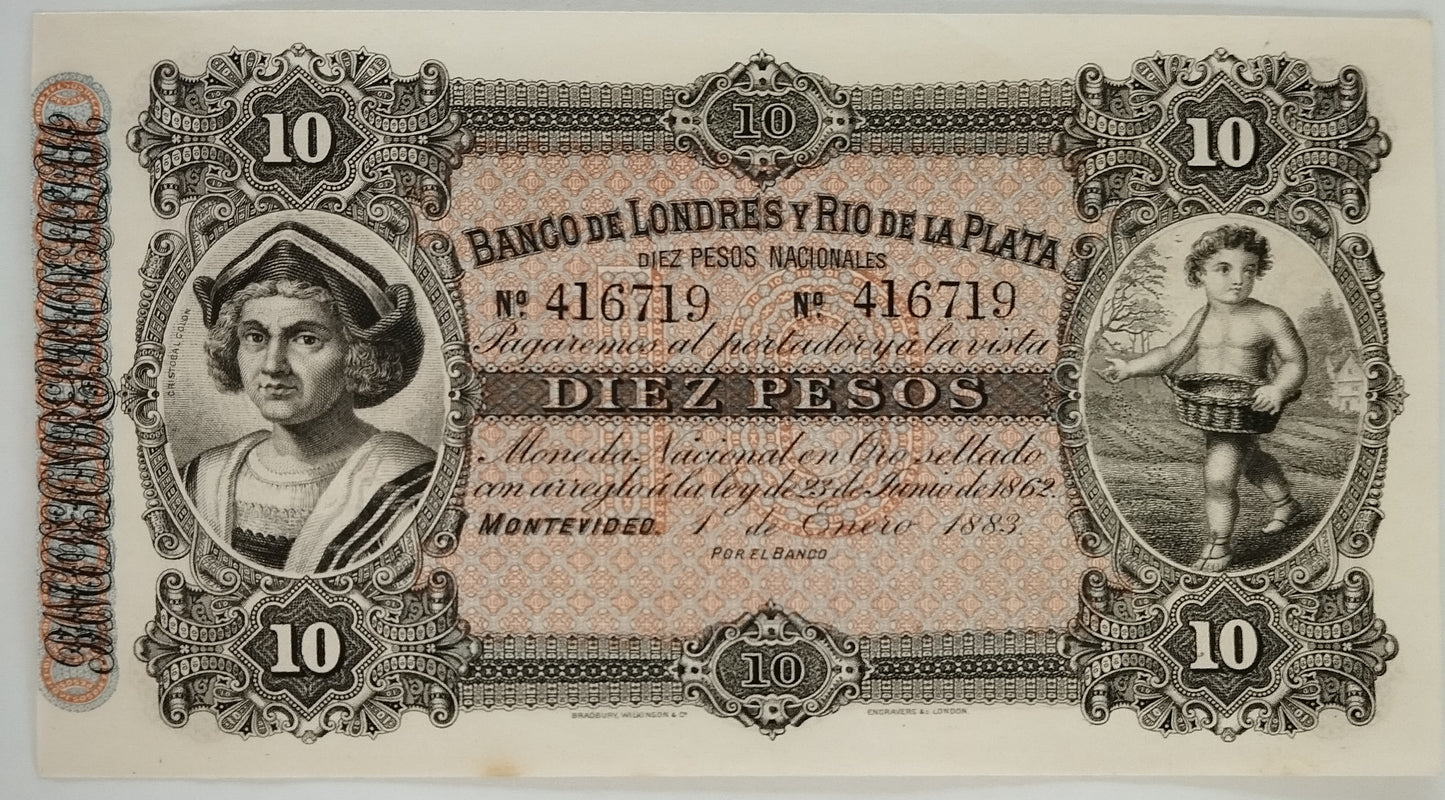 10 10 10
BANCO DE LONDRES Y RIO DE LA PLATA
DIEZ PESOS NACIONALES
Nº 416719 Nº 416719
Pagaremos al portador y á la vista
DIEZ PESOS
Moneda Nacional en Oro sellado
con arreglo á la ley de 23 de Junio de 1862.
MONTEVIDEO. 1 de Enero 1883
POR EL BANCO
CRISTOBAL COLON
10 10 10
BRADBURY, WILKINSON & Cº ENGRAVERS &c LONDON.